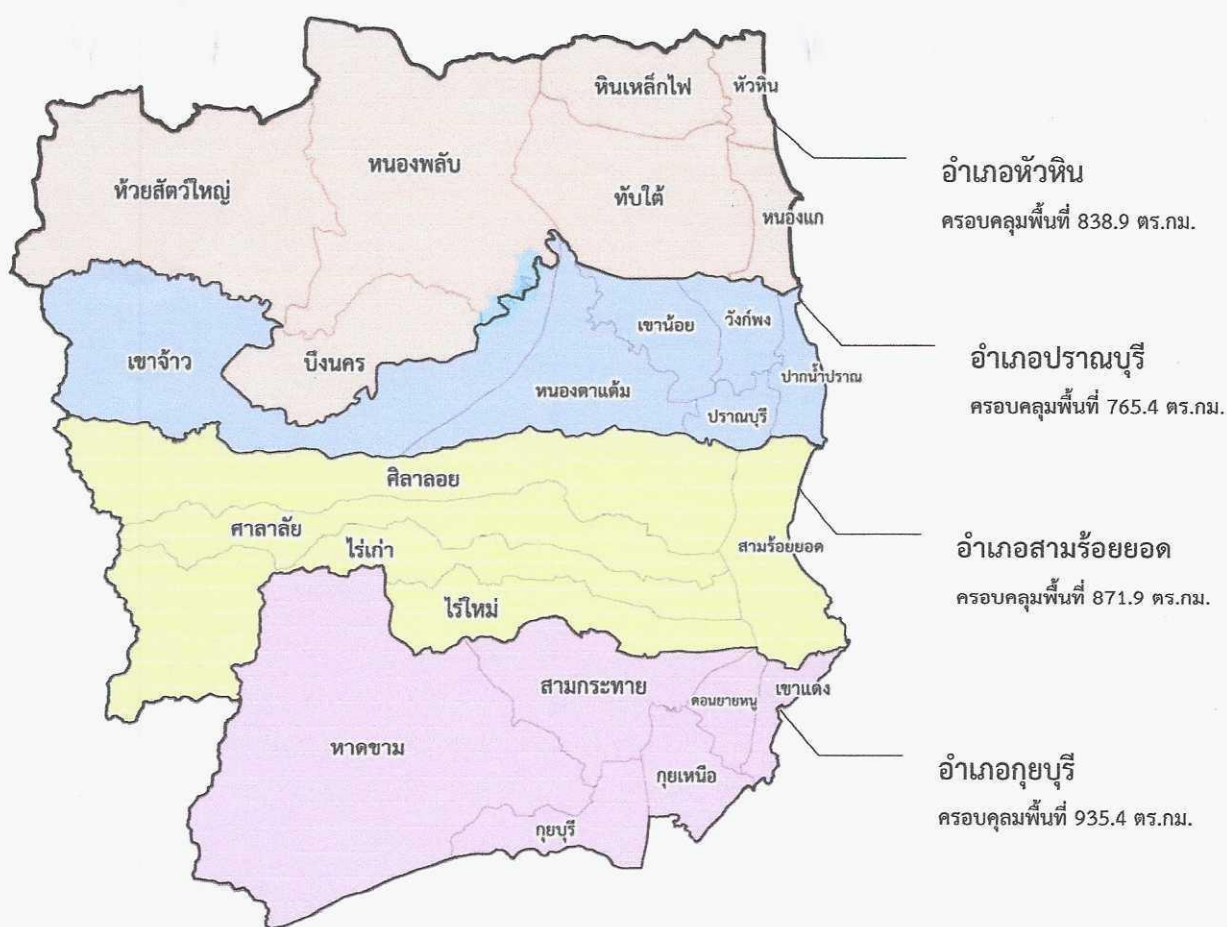 หินเหล็กไฟ
หัวหิน
หนองพลับ
ห้วยสัตว์ใหญ่
ทับใต้
หนองแก
อำเภอหัวหิน
ครอบคลุมพื้นที่ 838.9 ตร.กม.
เขาน้อย
วังก์พง
เขาจ้าว
บึงนคร
หนองตาแต้ม
ปากน้ำปราณ
ปราณบุรี
อำเภอปราณบุรี
ครอบคลุมพื้นที่ 765.4 ตร.กม.
ศิลาลอย
ศาลาลัย
ไร่เก่า
สามร้อยยอด
ไร่ใหม่
อำเภอสามร้อยยอด
ครอบคลุมพื้นที่ 871.9 ตร.กม.
สามกระทาย
ดอนยายหนู
เขาแดง
หาดขาม
กุยเหนือ
กุยบุรี
อำเภอกุยบุรี
ครอบคุลมพื้นที่ 935.4 ตร.กม.